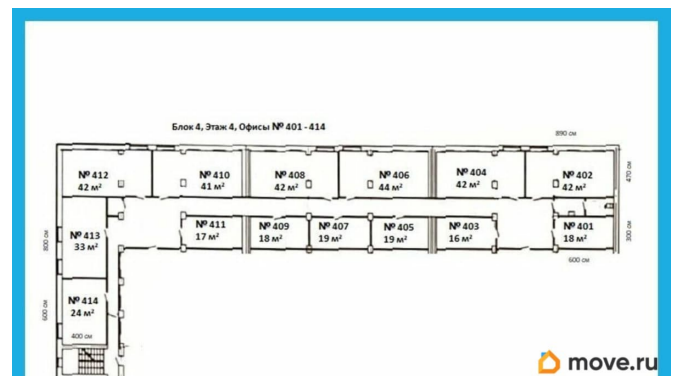 Блок 4, Этаж 4, Офисы № 401 - 414
890 см
№ 412
42 м²
№ 410
41 м²
№ 408
42 м²
№ 406
44 м²
№ 404
42 м²
№ 402
42 м²
470 см
№ 413
33 м²
800 см
№ 411
17 м²
№ 409
18 м²
№ 407
19 м²
№ 405
19 м²
№ 403
16 м²
№ 401
18 м²
300 см
600 см
№ 414
24 м²
600 см
400 см
move.ru